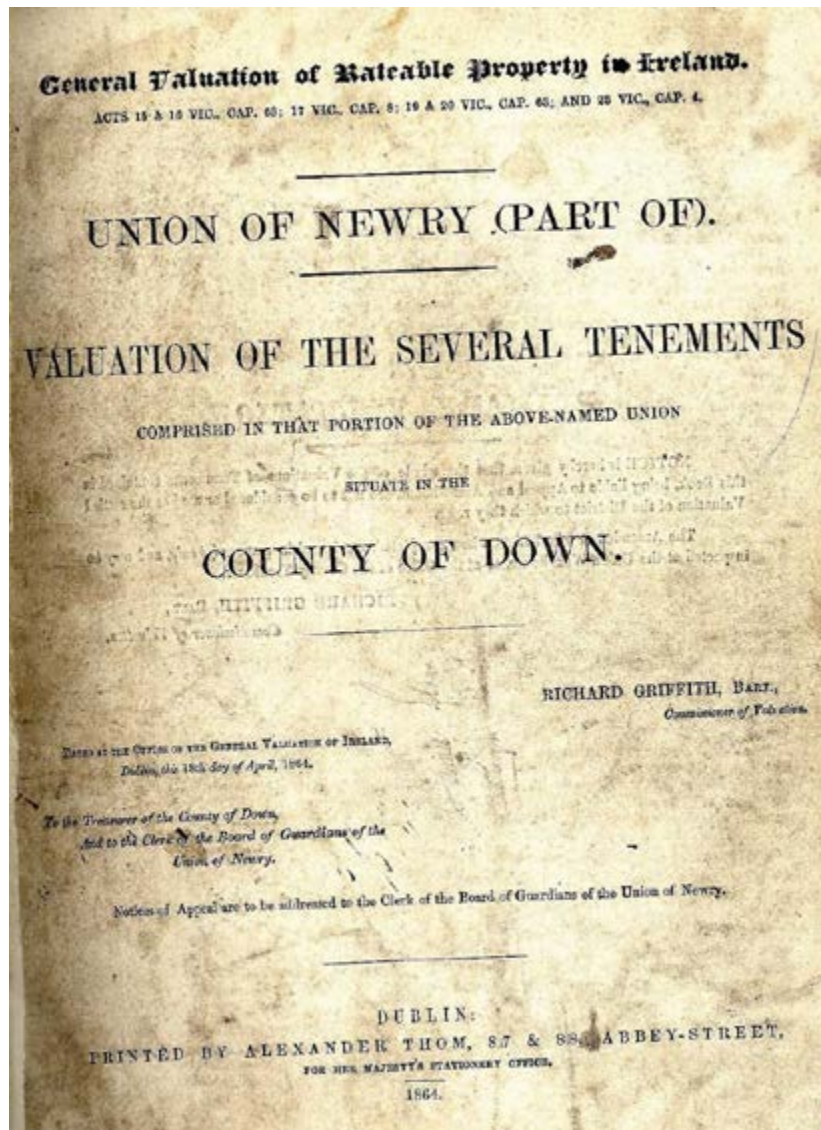 General Valuation of Rateable Property in Ireland.
ACTS 15 & 16 VIC., CAP. 63; 17 VIC., CAP. 8; 19 & 20 VIC., CAP. 63; AND 25 VIC., CAP. 4.
UNION OF NEWRY (PART OF).
VALUATION OF THE SEVERAL TENEMENTS
COMPRISED IN THAT PORTION OF THE ABOVE-NAMED UNION
SITUATE IN THE
COUNTY OF DOWN.
RICHARD GRIFFITH, BART.,
Commissioner of Valuation.
DATED AT THE OFFICE OF THE GENERAL VALUATION OF IRELAND,
Dublin, this 18th day of April, 1864.
To the Treasurer of the County of Down,
And to the Clerk of the Board of Guardians of the
Union of Newry.
Notices of Appeal are to be addressed to the Clerk of the Board of Guardians of the Union of Newry.
DUBLIN:
PRINTED BY ALEXANDER THOM, 87 & 88, ABBEY-STREET,
FOR HER MAJESTY'S STATIONERY OFFICE.
1864.